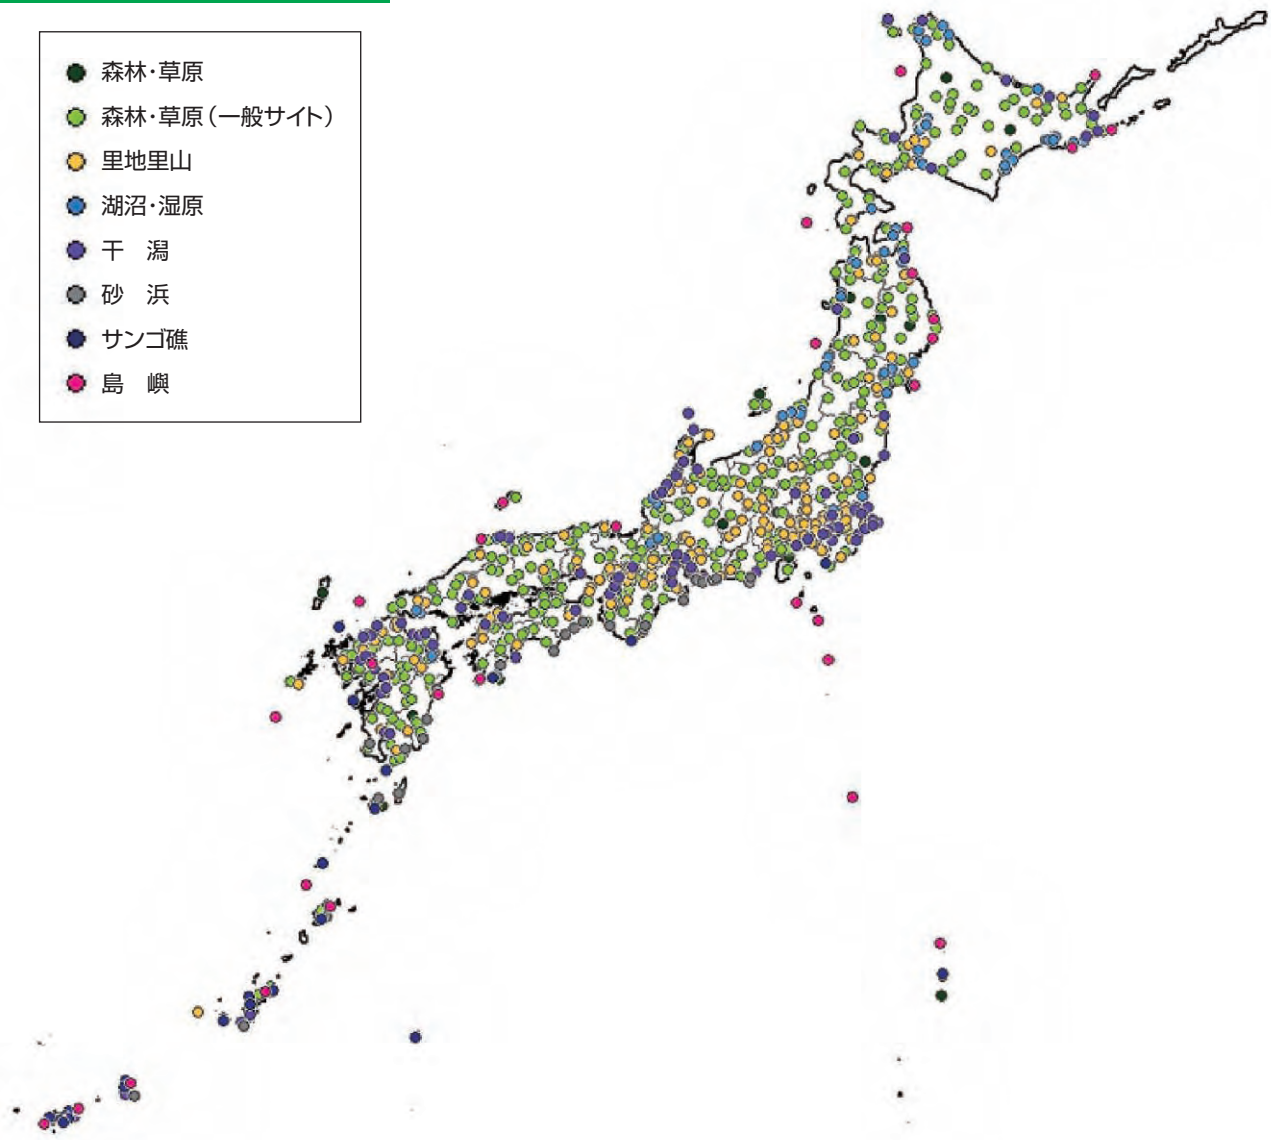 森林・草原
森林・草原（一般サイト）
里地里山
湖沼・湿原
干　潟
砂　浜
サンゴ礁
島　嶼